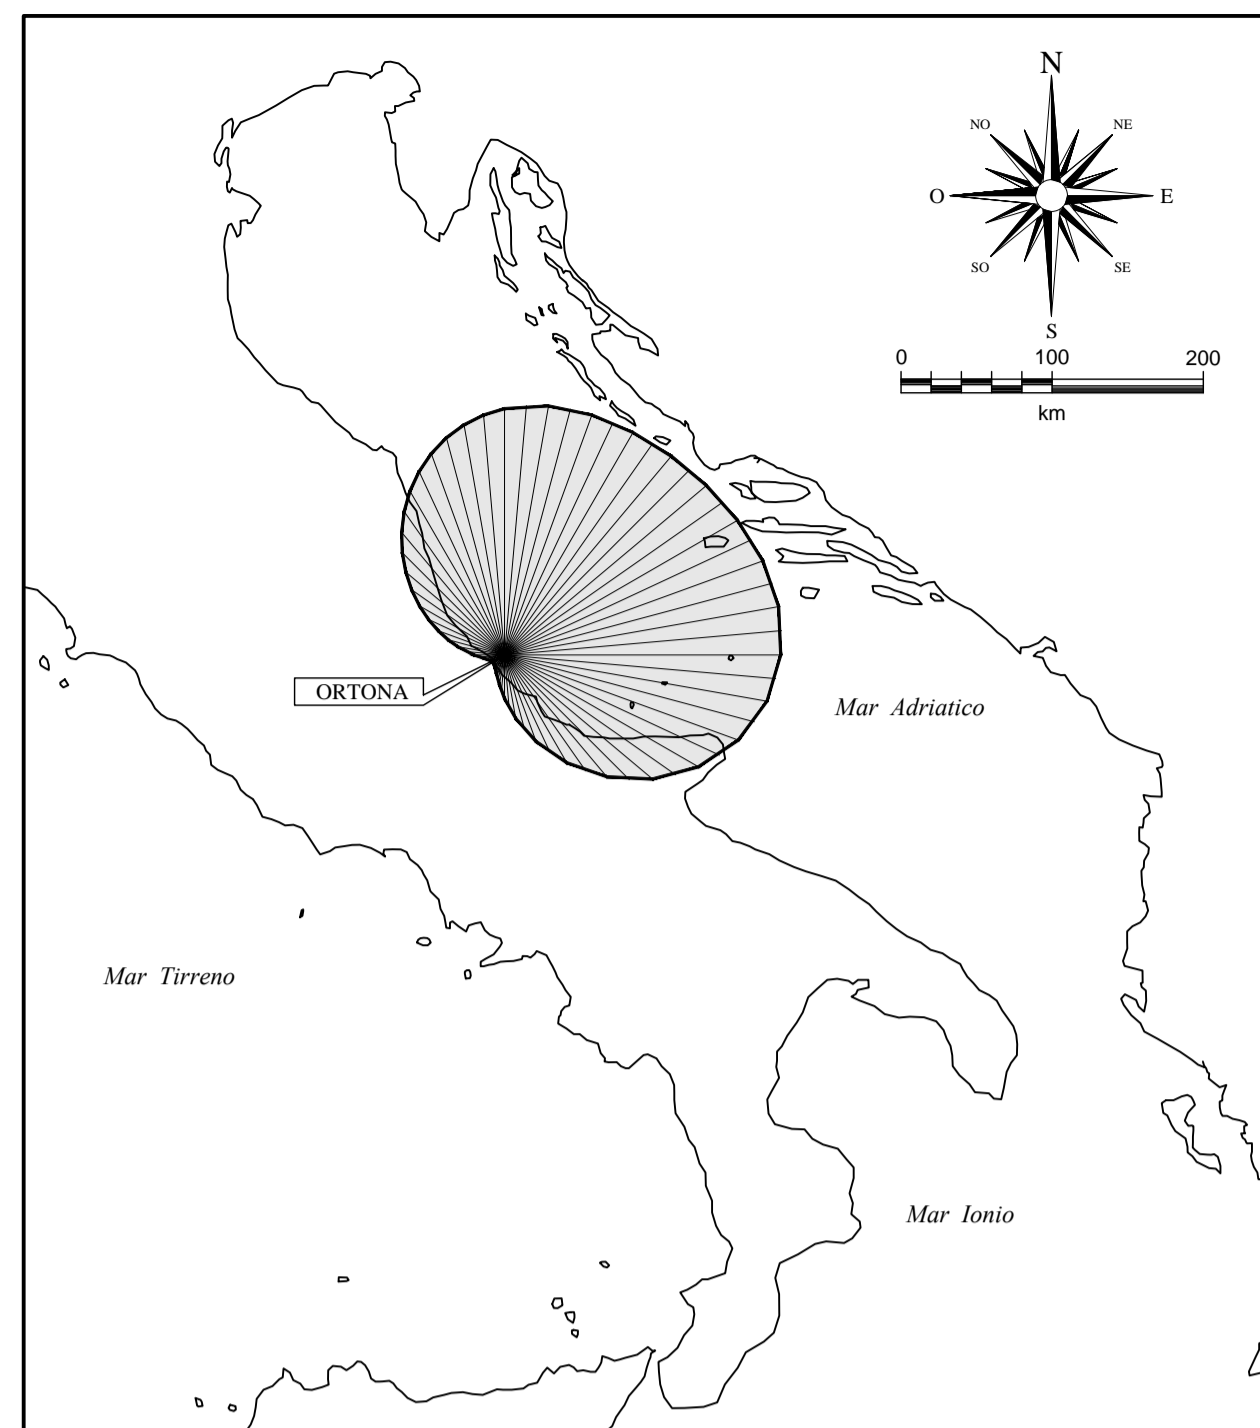 N
NO NE
O E
SO SE
S
0 100 200
km
ORTONA
Mar Adriatico
Mar Tirreno
Mar Ionio